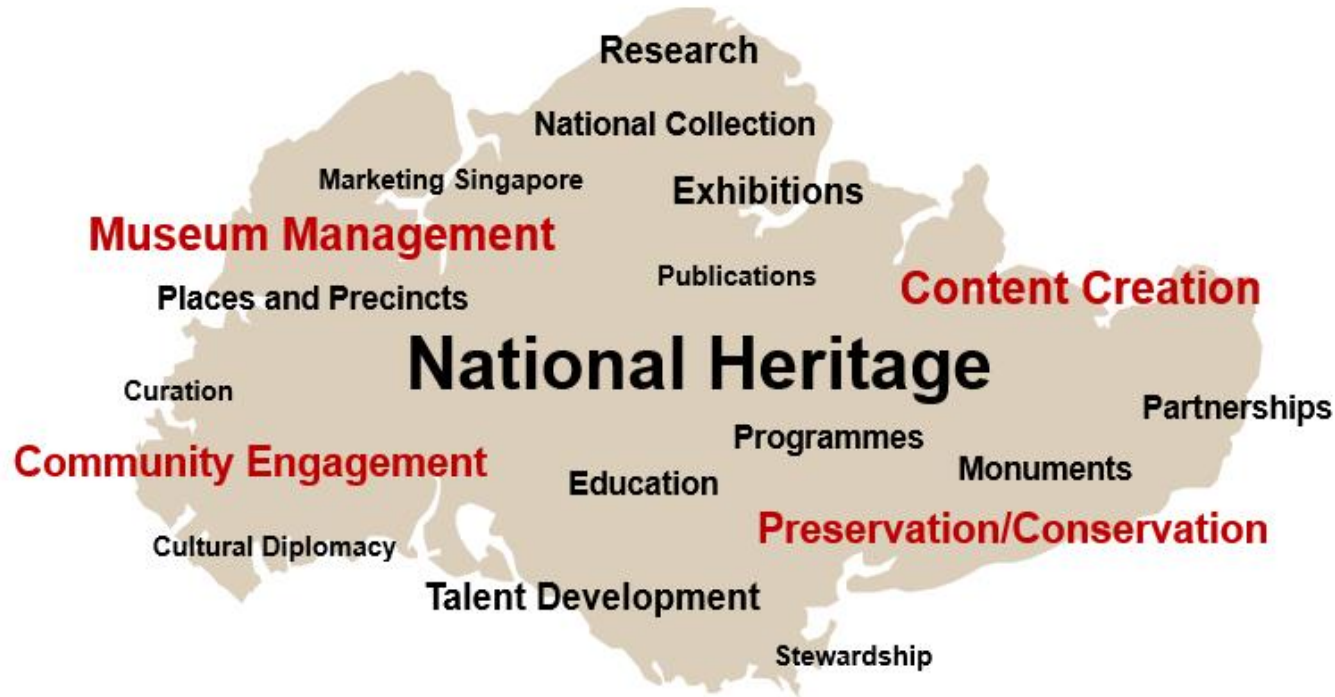 Research
National Collection
Marketing Singapore
Exhibitions
Museum Management
Publications
Content Creation
Places and Precincts
National Heritage
Curation
Partnerships
Programmes
Community Engagement
Monuments
Education
Preservation/Conservation
Cultural Diplomacy
Talent Development
Stewardship